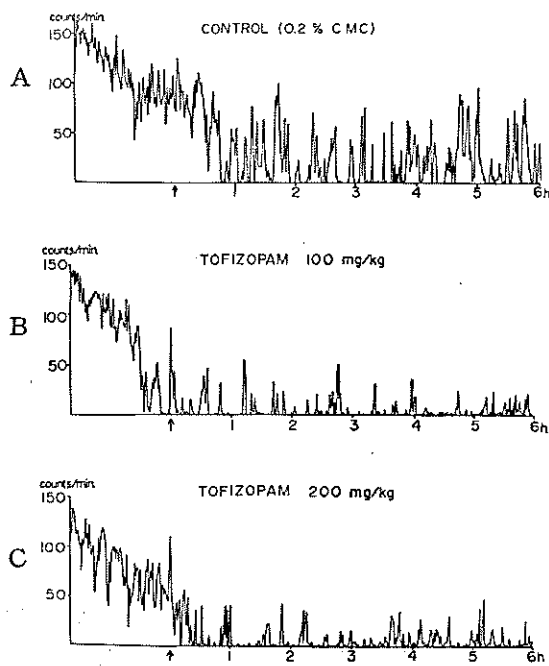 counts/min.
CONTROL (0.2 % CMC)
A
150
100
50
↑ 1 2 3 4 5 6h
counts/min.
TOFIZOPAM 100 mg/kg
B
150
100
50
↑ 1 2 3 4 5 6h
counts/min.
TOFIZOPAM 200 mg/kg
C
150
100
50
↑ 1 2 3 4 5 6h